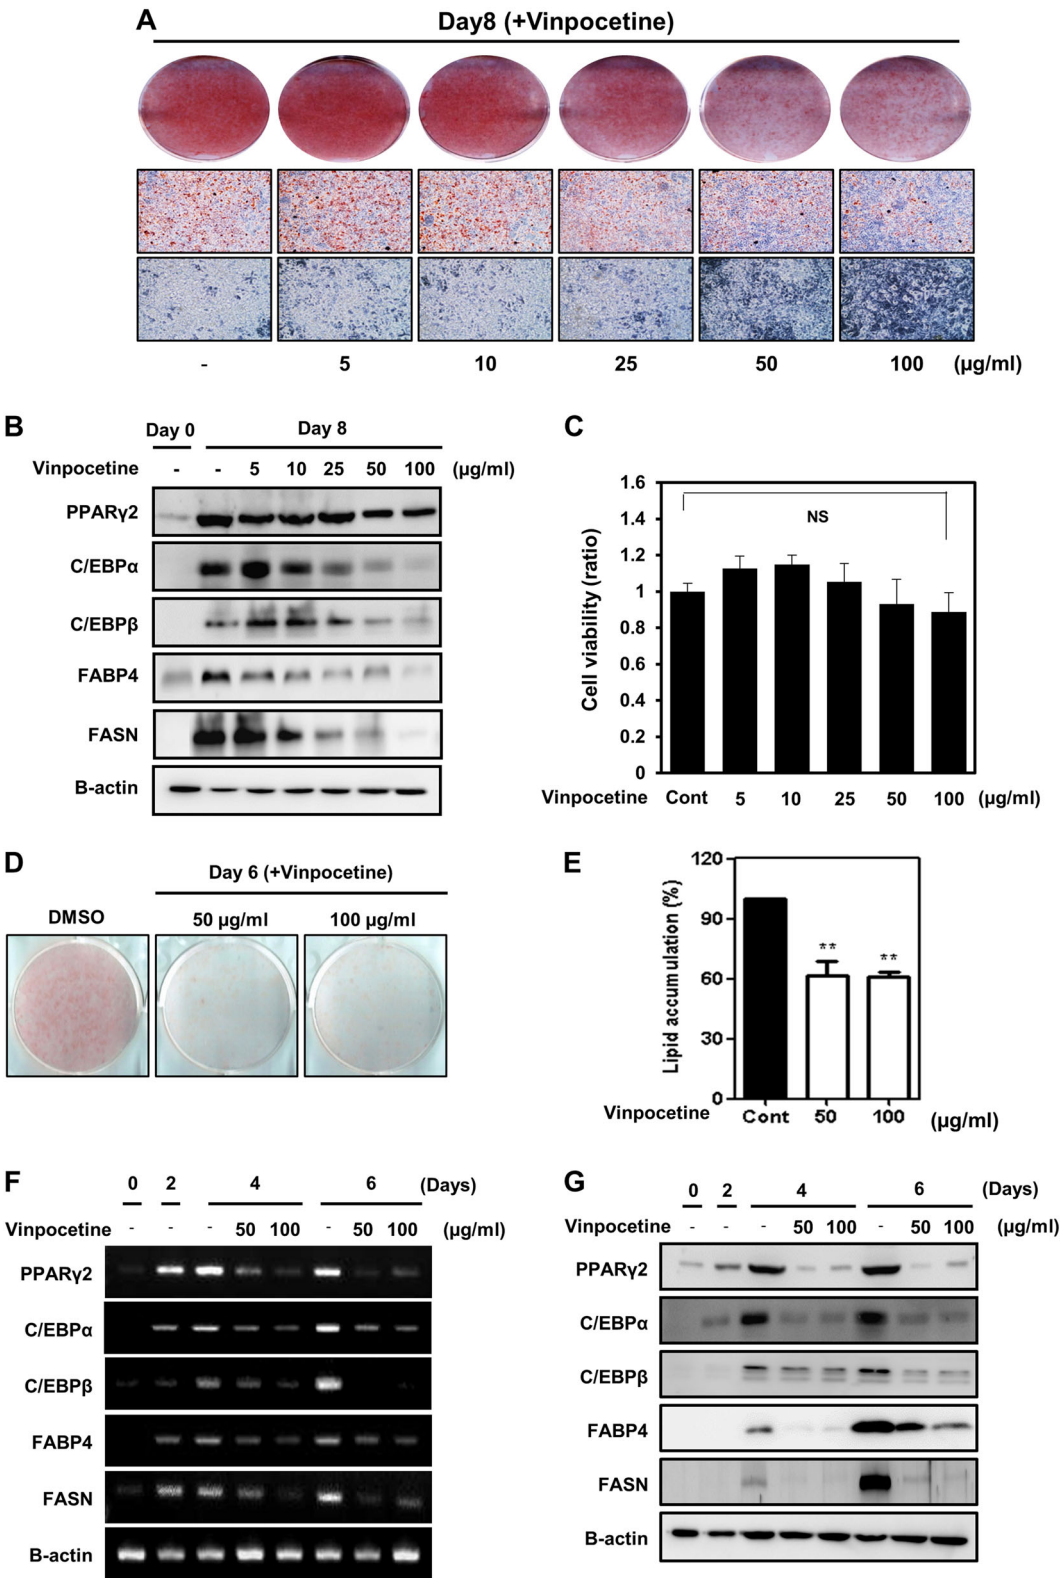 A
Day8 (+Vinpocetine)
- 5 10 25 50 100 (µg/ml)
B
Day 0 Day 8
Vinpocetine - - 5 10 25 50 100 (µg/ml)
PPARγ2
C/EBPα
C/EBPβ
FABP4
FASN
B-actin
C
Cell viability (ratio)
1.6
1.4
1.2
1
0.8
0.6
0.4
0.2
0
NS
Vinpocetine Cont 5 10 25 50 100 (µg/ml)
D
Day 6 (+Vinpocetine)
DMSO 50 µg/ml 100 µg/ml
E
Lipid accumulation (%)
120
90
60
30
0
** **
Vinpocetine Cont 50 100 (µg/ml)
F
0 2 4 6 (Days)
Vinpocetine - - - 50 100 - 50 100 (µg/ml)
PPARγ2
C/EBPα
C/EBPβ
FABP4
FASN
B-actin
G
0 2 4 6 (Days)
Vinpocetine - - - 50 100 - 50 100 (µg/ml)
PPARγ2
C/EBPα
C/EBPβ
FABP4
FASN
B-actin